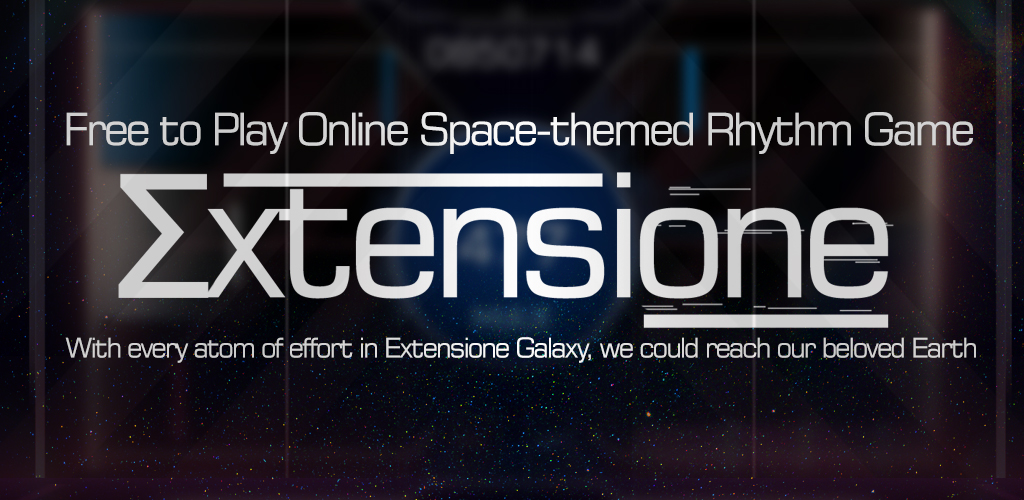 0850714
Free to Play Online Space-themed Rhythm Game
Σxtensione
With every atom of effort in Extensione Galaxy, we could reach our beloved Earth